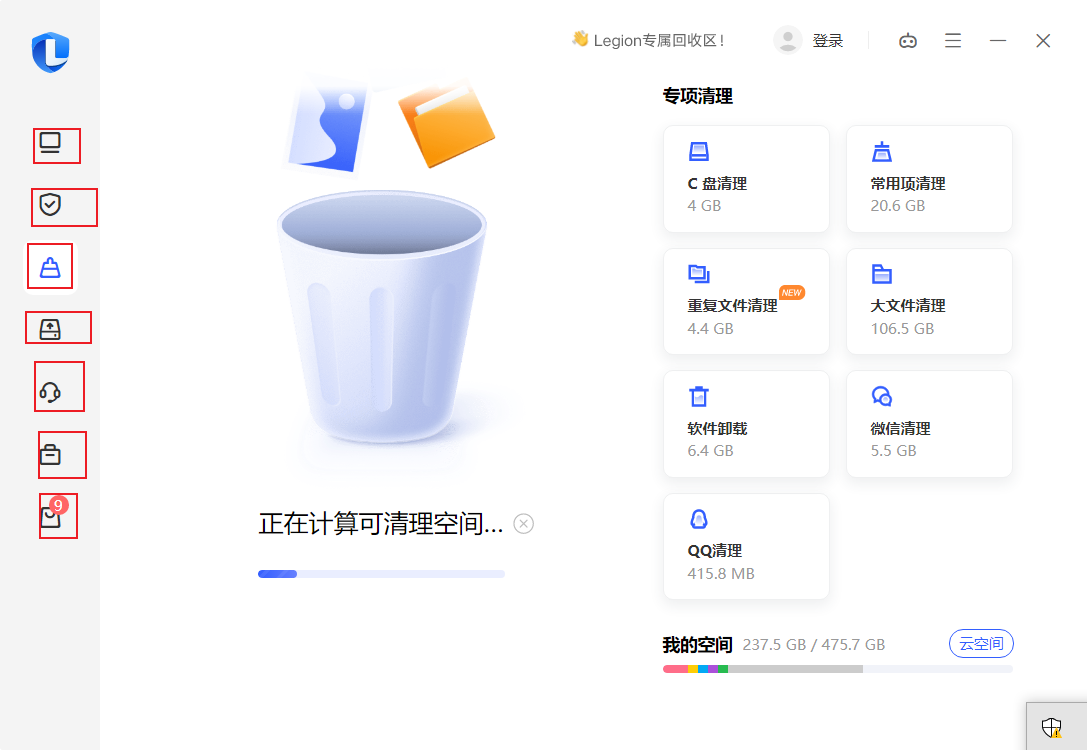 Legion专属回收区！
登录
专项清理
C 盘清理
4 GB
常用项清理
20.6 GB
重复文件清理
NEW
4.4 GB
大文件清理
106.5 GB
软件卸载
6.4 GB
微信清理
5.5 GB
9
正在计算可清理空间...
QQ清理
415.8 MB
我的空间 237.5 GB / 475.7 GB
云空间